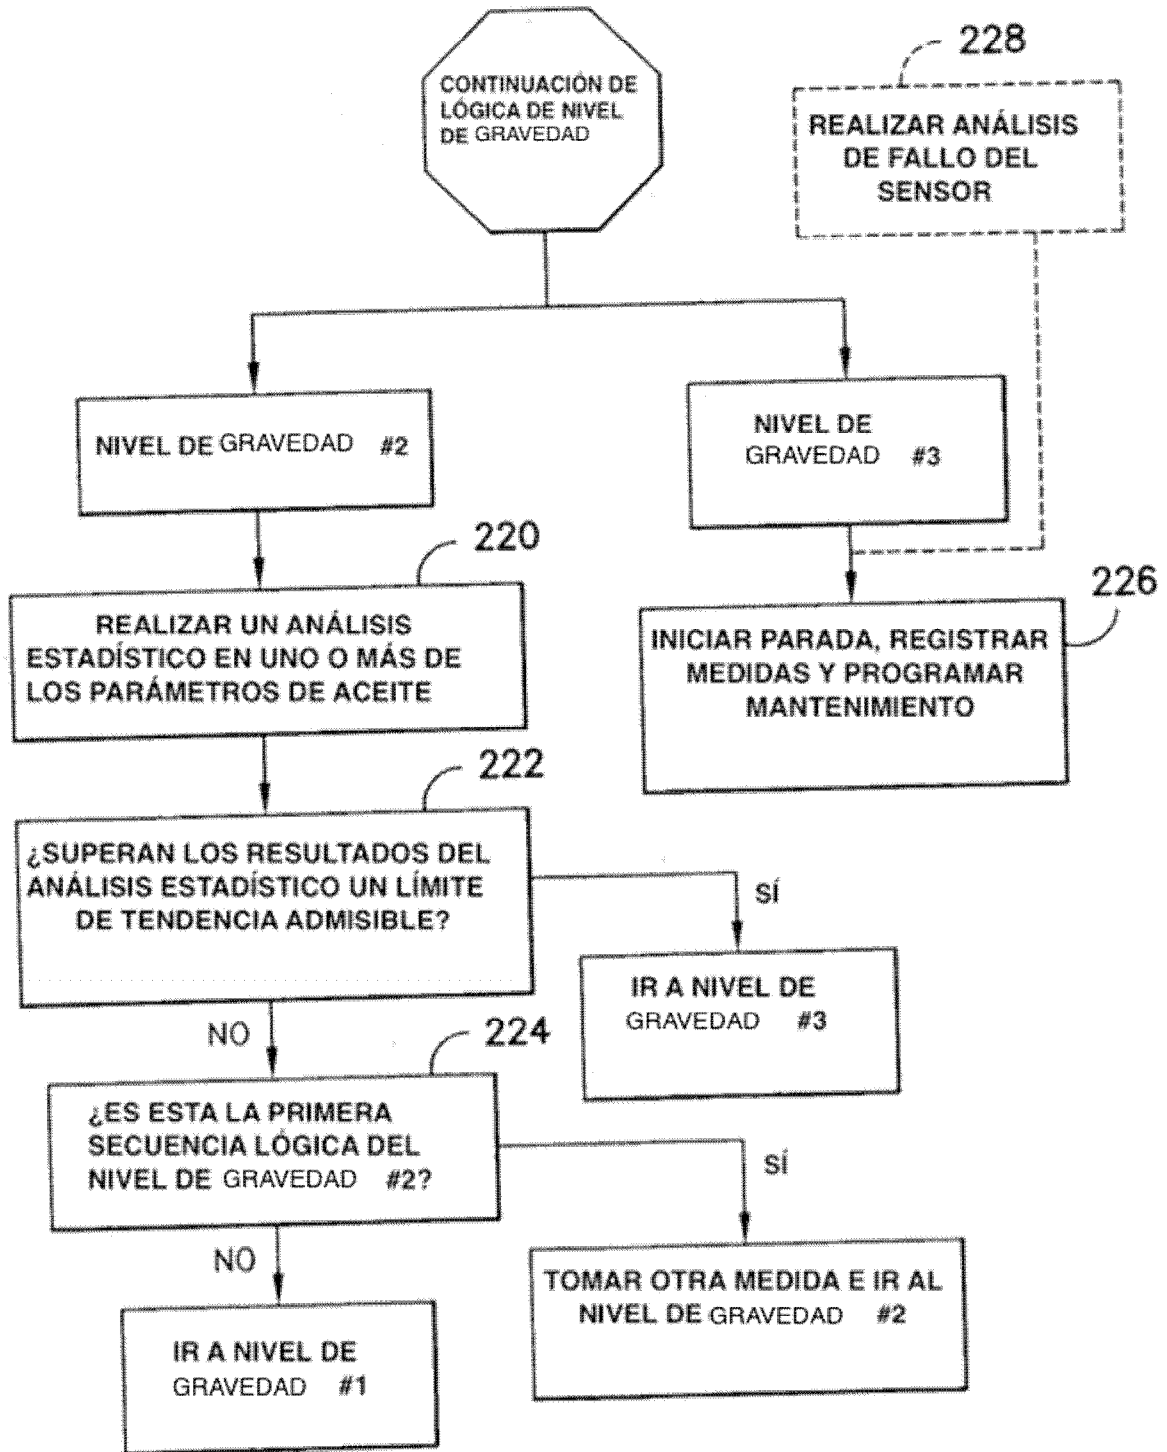 CONTINUACIÓN DE
LÓGICA DE NIVEL
DE GRAVEDAD
228
REALIZAR ANÁLISIS
DE FALLO DEL
SENSOR
NIVEL DE GRAVEDAD #2
NIVEL DE
GRAVEDAD #3
220
REALIZAR UN ANÁLISIS
ESTADÍSTICO EN UNO O MÁS DE
LOS PARÁMETROS DE ACEITE
226
INICIAR PARADA, REGISTRAR
MEDIDAS Y PROGRAMAR
MANTENIMIENTO
222
¿SUPERAN LOS RESULTADOS DEL
ANÁLISIS ESTADÍSTICO UN LÍMITE
DE TENDENCIA ADMISIBLE?
SÍ
IR A NIVEL DE
GRAVEDAD #3
NO
224
¿ES ESTA LA PRIMERA
SECUENCIA LÓGICA DEL
NIVEL DE GRAVEDAD #2?
SÍ
NO
TOMAR OTRA MEDIDA E IR AL
NIVEL DE GRAVEDAD #2
IR A NIVEL DE
GRAVEDAD #1